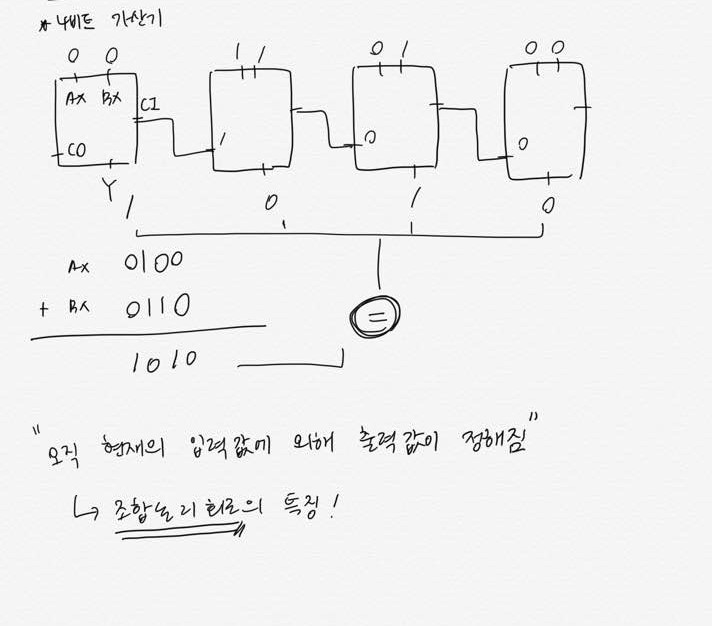 * 4비트 가산기
0 0 1 1 0 1 0 0
AX BX CI
1 0 0
CO
Y
1 0 1 0
AX 0100
+ BX 0110
=
1010
"오직 현재의 입력값에 의해 출력값이 정해짐"
↳ 조합논리회로의 특징!